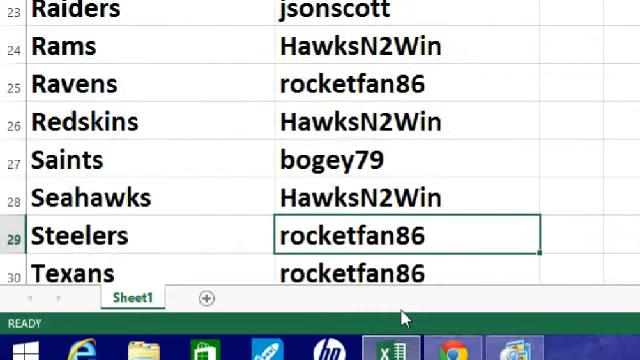 23 Raiders jsonscott
24 Rams HawksN2Win
25 Ravens rocketfan86
26 Redskins HawksN2Win
27 Saints bogey79
28 Seahawks HawksN2Win
29 Steelers rocketfan86
30 Texans rocketfan86
Sheet1
READY
hp